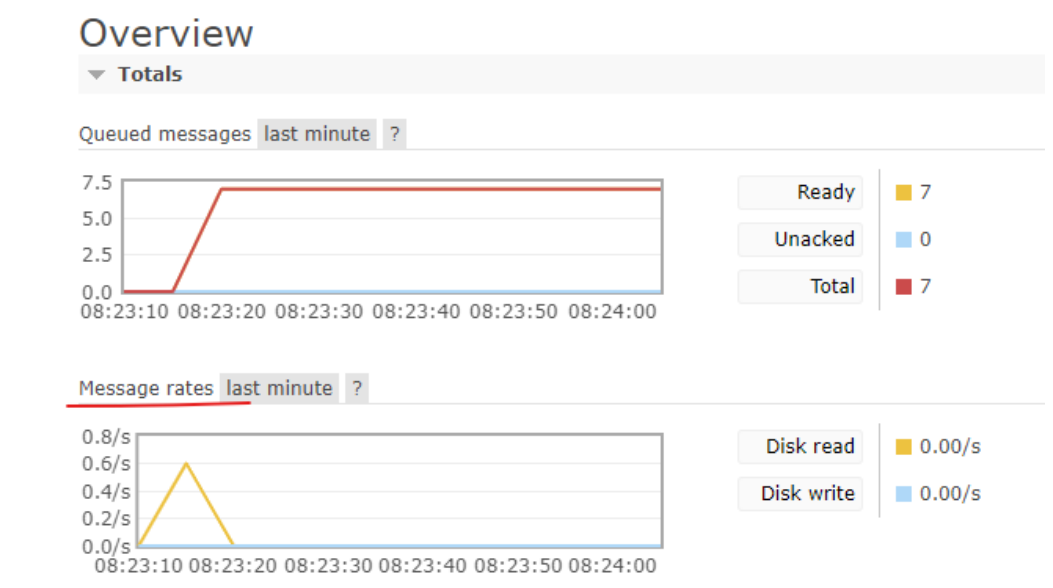 Overview
Totals
Queued messages last minute ?
7.5
5.0
2.5
0.0
08:23:10 08:23:20 08:23:30 08:23:40 08:23:50 08:24:00
Ready 7
Unacked 0
Total 7
Message rates last minute ?
0.8/s
0.6/s
0.4/s
0.2/s
0.0/s
08:23:10 08:23:20 08:23:30 08:23:40 08:23:50 08:24:00
Disk read 0.00/s
Disk write 0.00/s